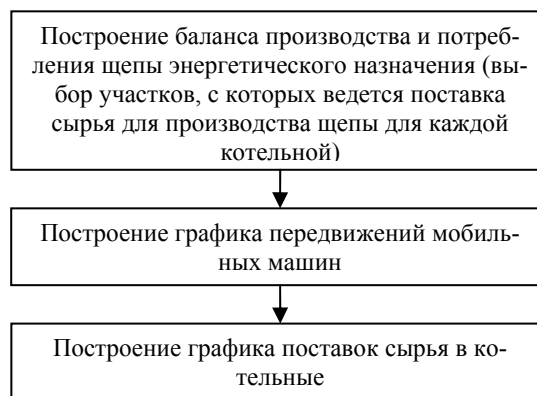 Построение баланса производства и потреб-
ления щепы энергетического назначения (вы-
бор участков, с которых ведется поставка
сырья для производства щепы для каждой
котельной)
Построение графика передвижений мобиль-
ных машин
Построение графика поставок сырья в ко-
тельные